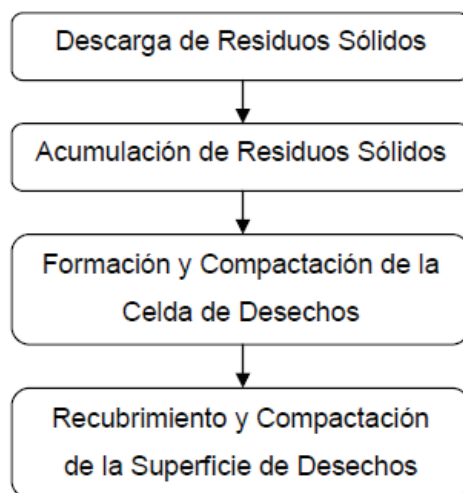 Descarga de Residuos Sólidos
Acumulación de Residuos Sólidos
Formación y Compactación de la
Celda de Desechos
Recubrimiento y Compactación
de la Superficie de Desechos